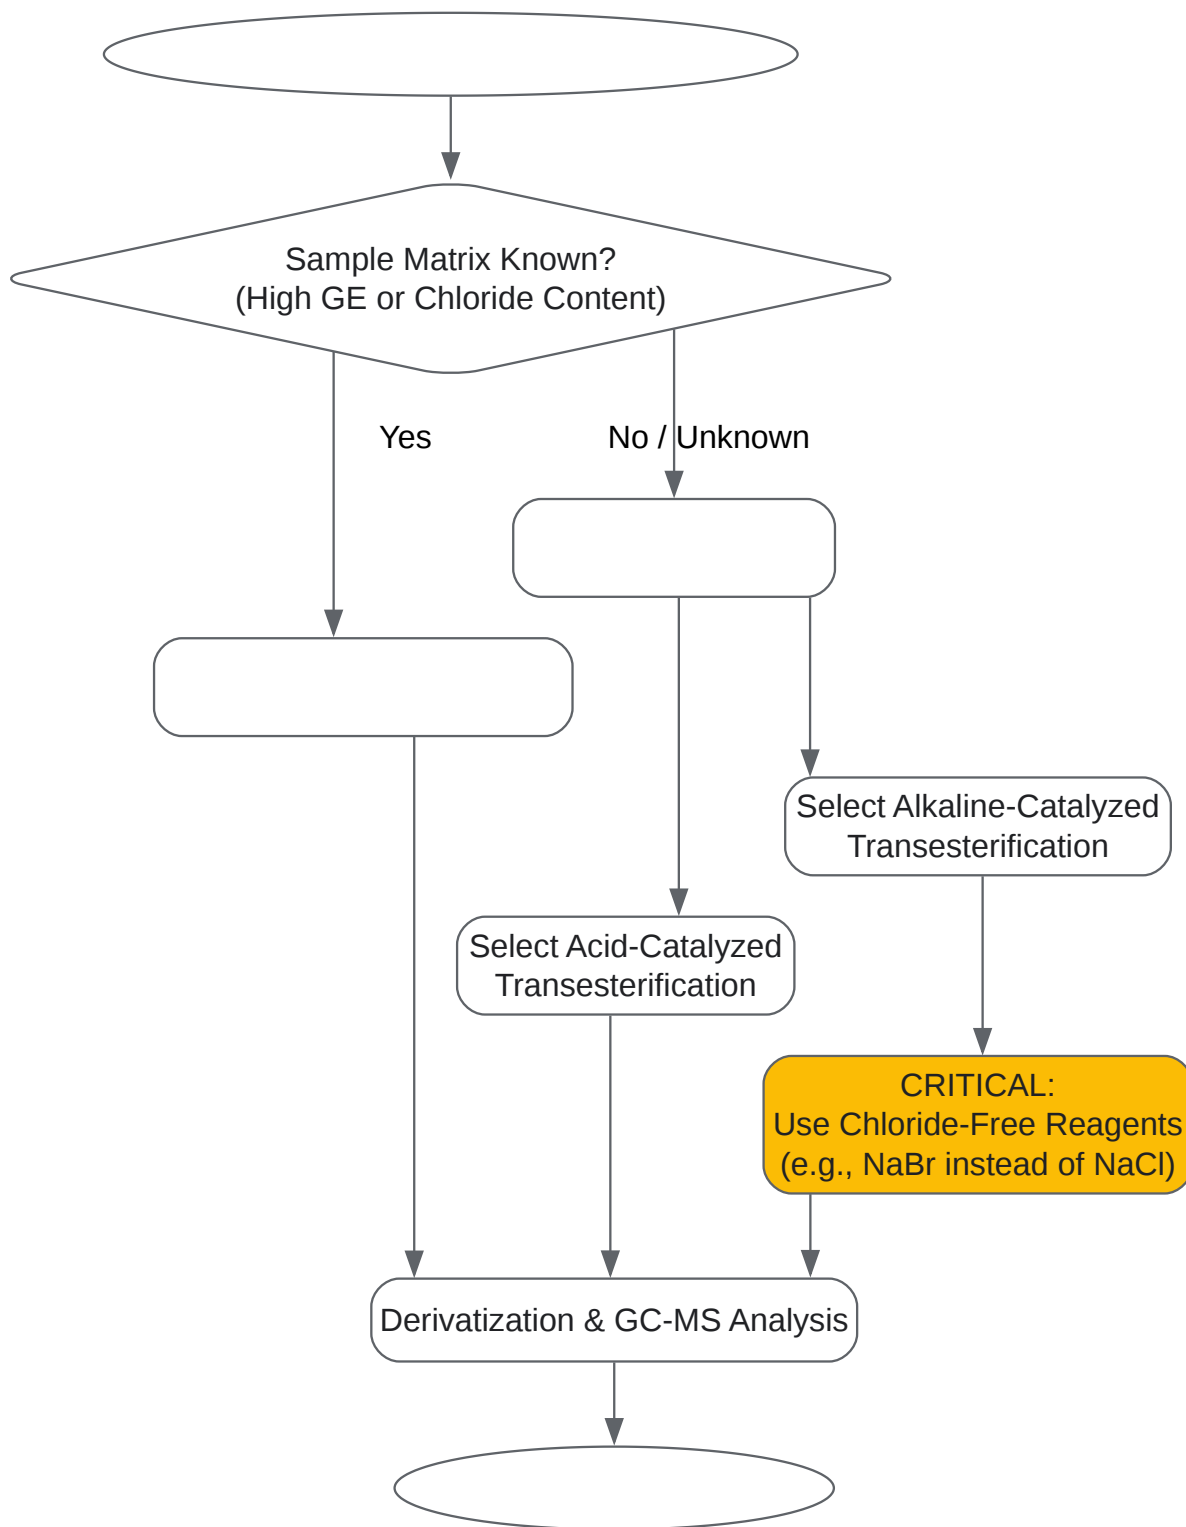 Sample Matrix Known?
(High GE or Chloride Content)
Yes
No / Unknown
Select Alkaline-Catalyzed
Transesterification
Select Acid-Catalyzed
Transesterification
CRITICAL:
Use Chloride-Free Reagents
(e.g., NaBr instead of NaCl)
Derivatization & GC-MS Analysis